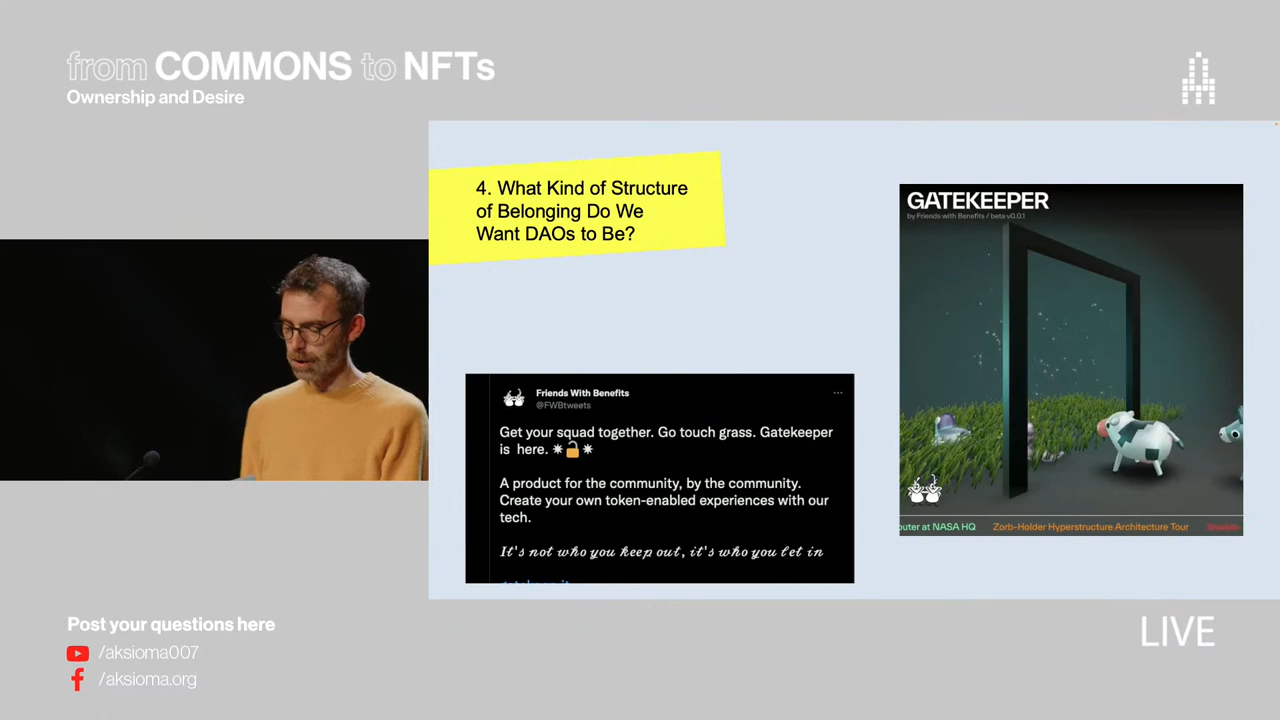 from COMMONS to NFTs
Ownership and Desire
4. What Kind of Structure
of Belonging Do We
Want DAOs to Be?
GATEKEEPER
by Friends with Benefits / beta v0.0.1
Friends With Benefits
@FWBtweets
Get your squad together. Go touch grass. Gatekeeper
is here. ✷🔓✷
A product for the community, by the community.
Create your own token-enabled experiences with our
tech.
It's not who you keep out, it's who you let in
outer at NASA HQ Zorb-Holder Hyperstructure Architecture Tour
Post your questions here
/aksioma007
/aksioma.org
LIVE